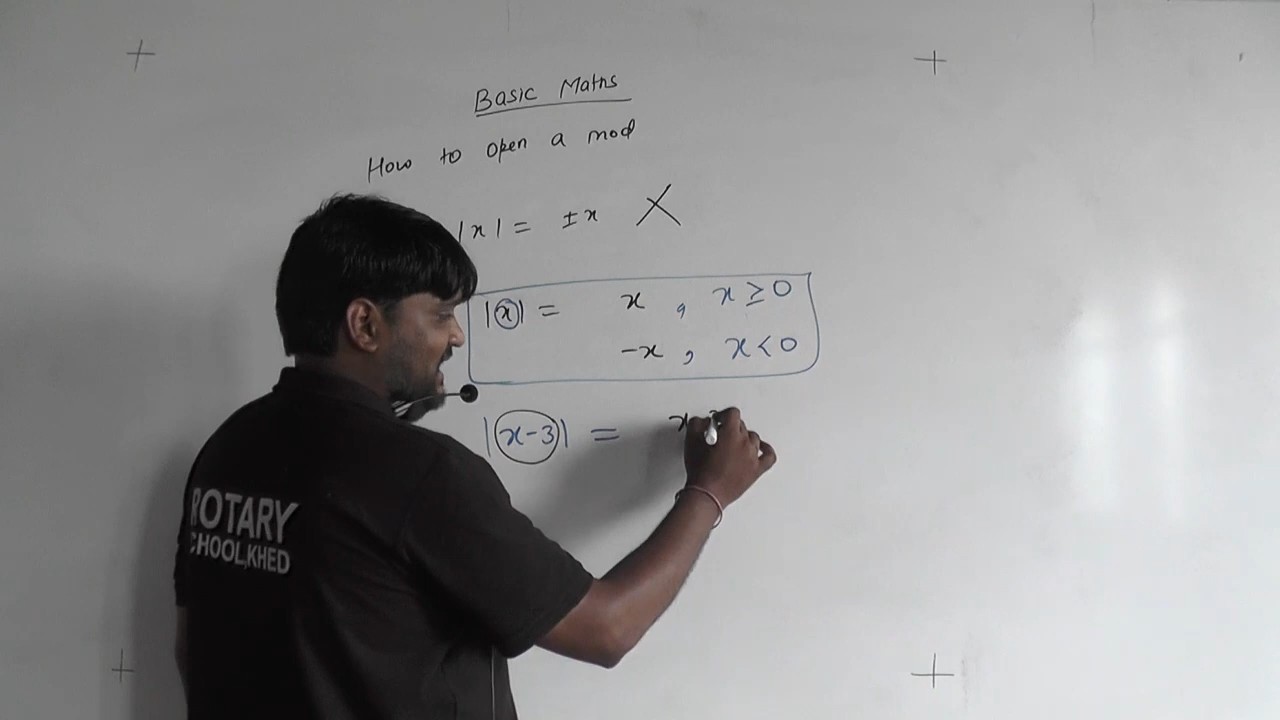 Basic Maths
How to open a mod
|x| = ±x
|x| = x , x ≥ 0
-x , x < 0
|x-3| = x
ROTARY
CHOOL,KHED